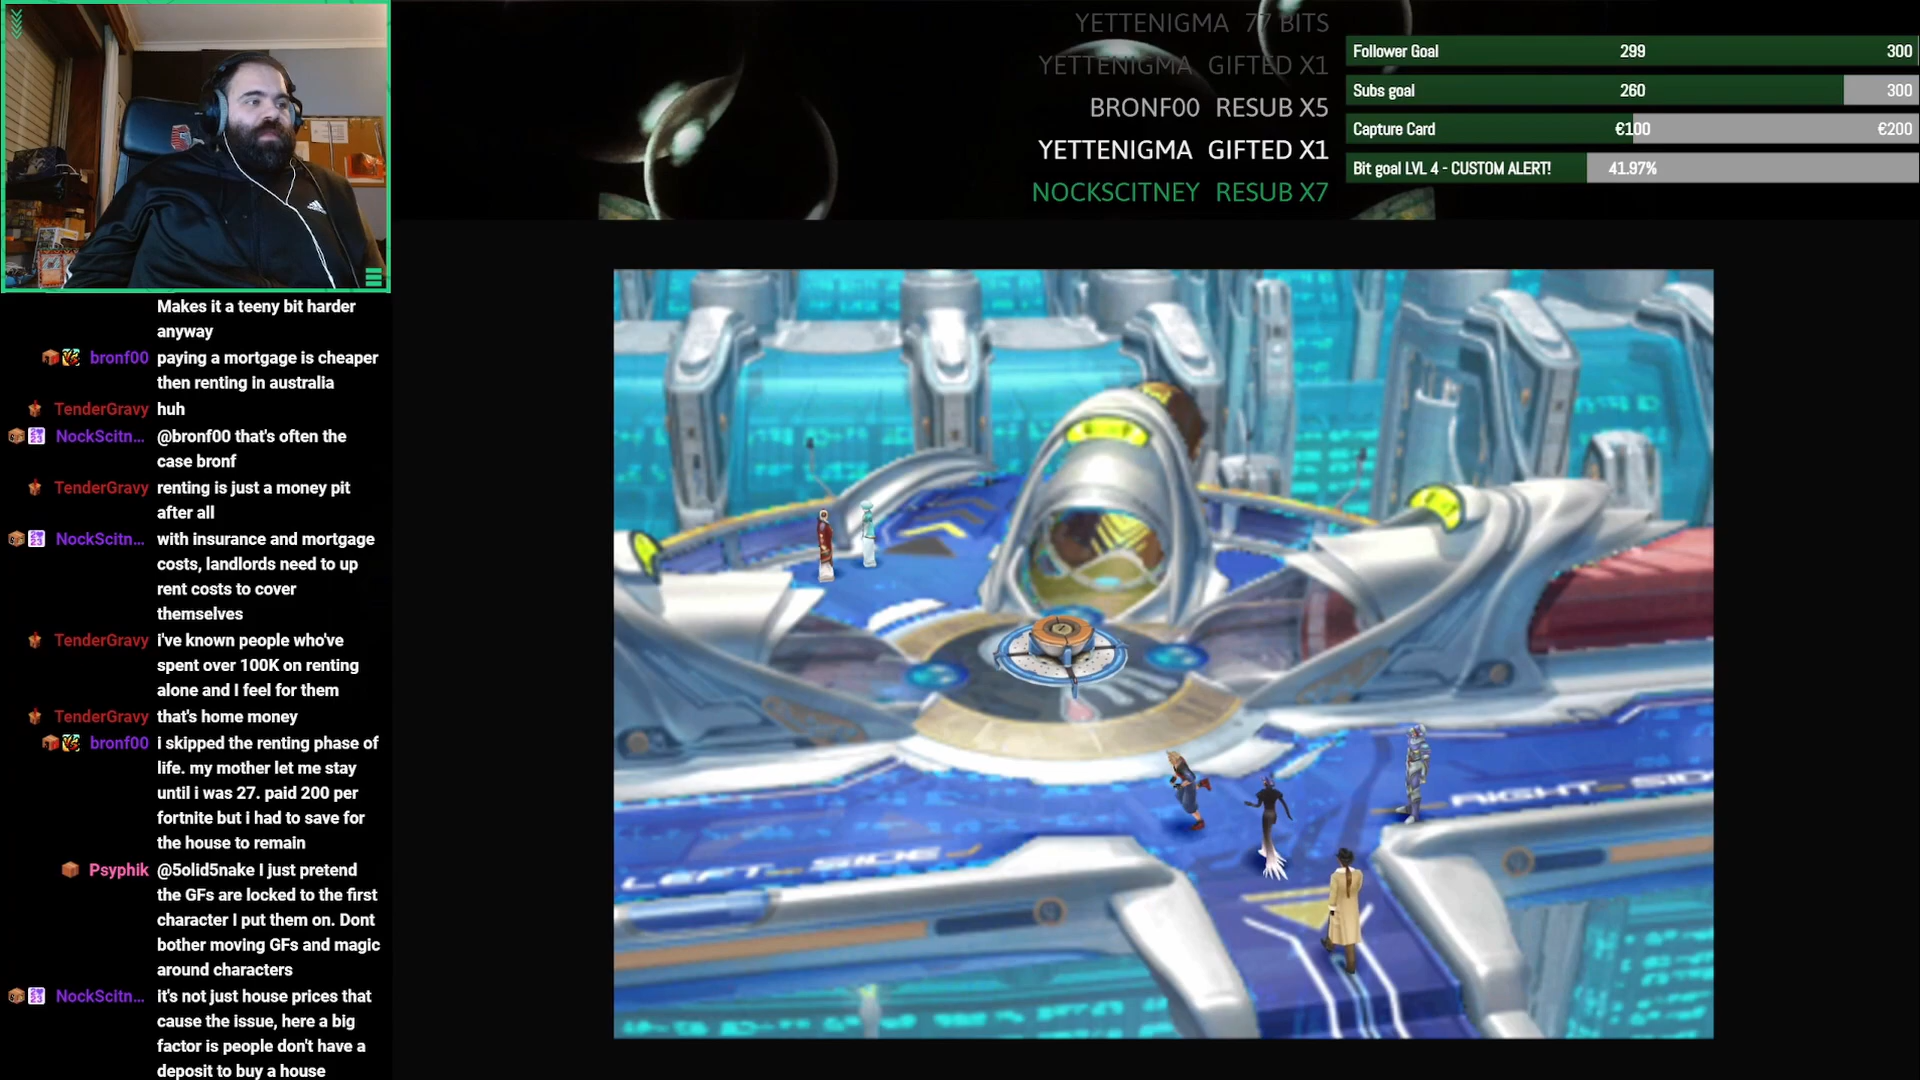 YETTENIGMA 77 BITS
YETTENIGMA GIFTED X1
BRONF00 RESUB X5
YETTENIGMA GIFTED X1
NOCKSCITNEY RESUB X7
Follower Goal 299 300
Subs goal 260 300
Capture Card €100 €200
Bit goal LVL 4 - CUSTOM ALERT! 41.97%
Makes it a teeny bit harder
anyway
bronf00 paying a mortgage is cheaper
then renting in australia
TenderGravy huh
NockScitn... @bronf00 that's often the
case bronf
TenderGravy renting is just a money pit
after all
NockScitn... with insurance and mortgage
costs, landlords need to up
rent costs to cover
themselves
TenderGravy i've known people who've
spent over 100K on renting
alone and I feel for them
TenderGravy that's home money
bronf00 i skipped the renting phase of
life. my mother let me stay
until i was 27. paid 200 per
fortnite but i had to save for
the house to remain
Psyphik @5olid5nake I just pretend
the GFs are locked to the first
character I put them on. Dont
bother moving GFs and magic
around characters
NockScitn... It's not just house prices that
cause the issue, here a big
factor is people don't have a
deposit to buy a house
RIGHT - SIDE
LEFT - SIDE